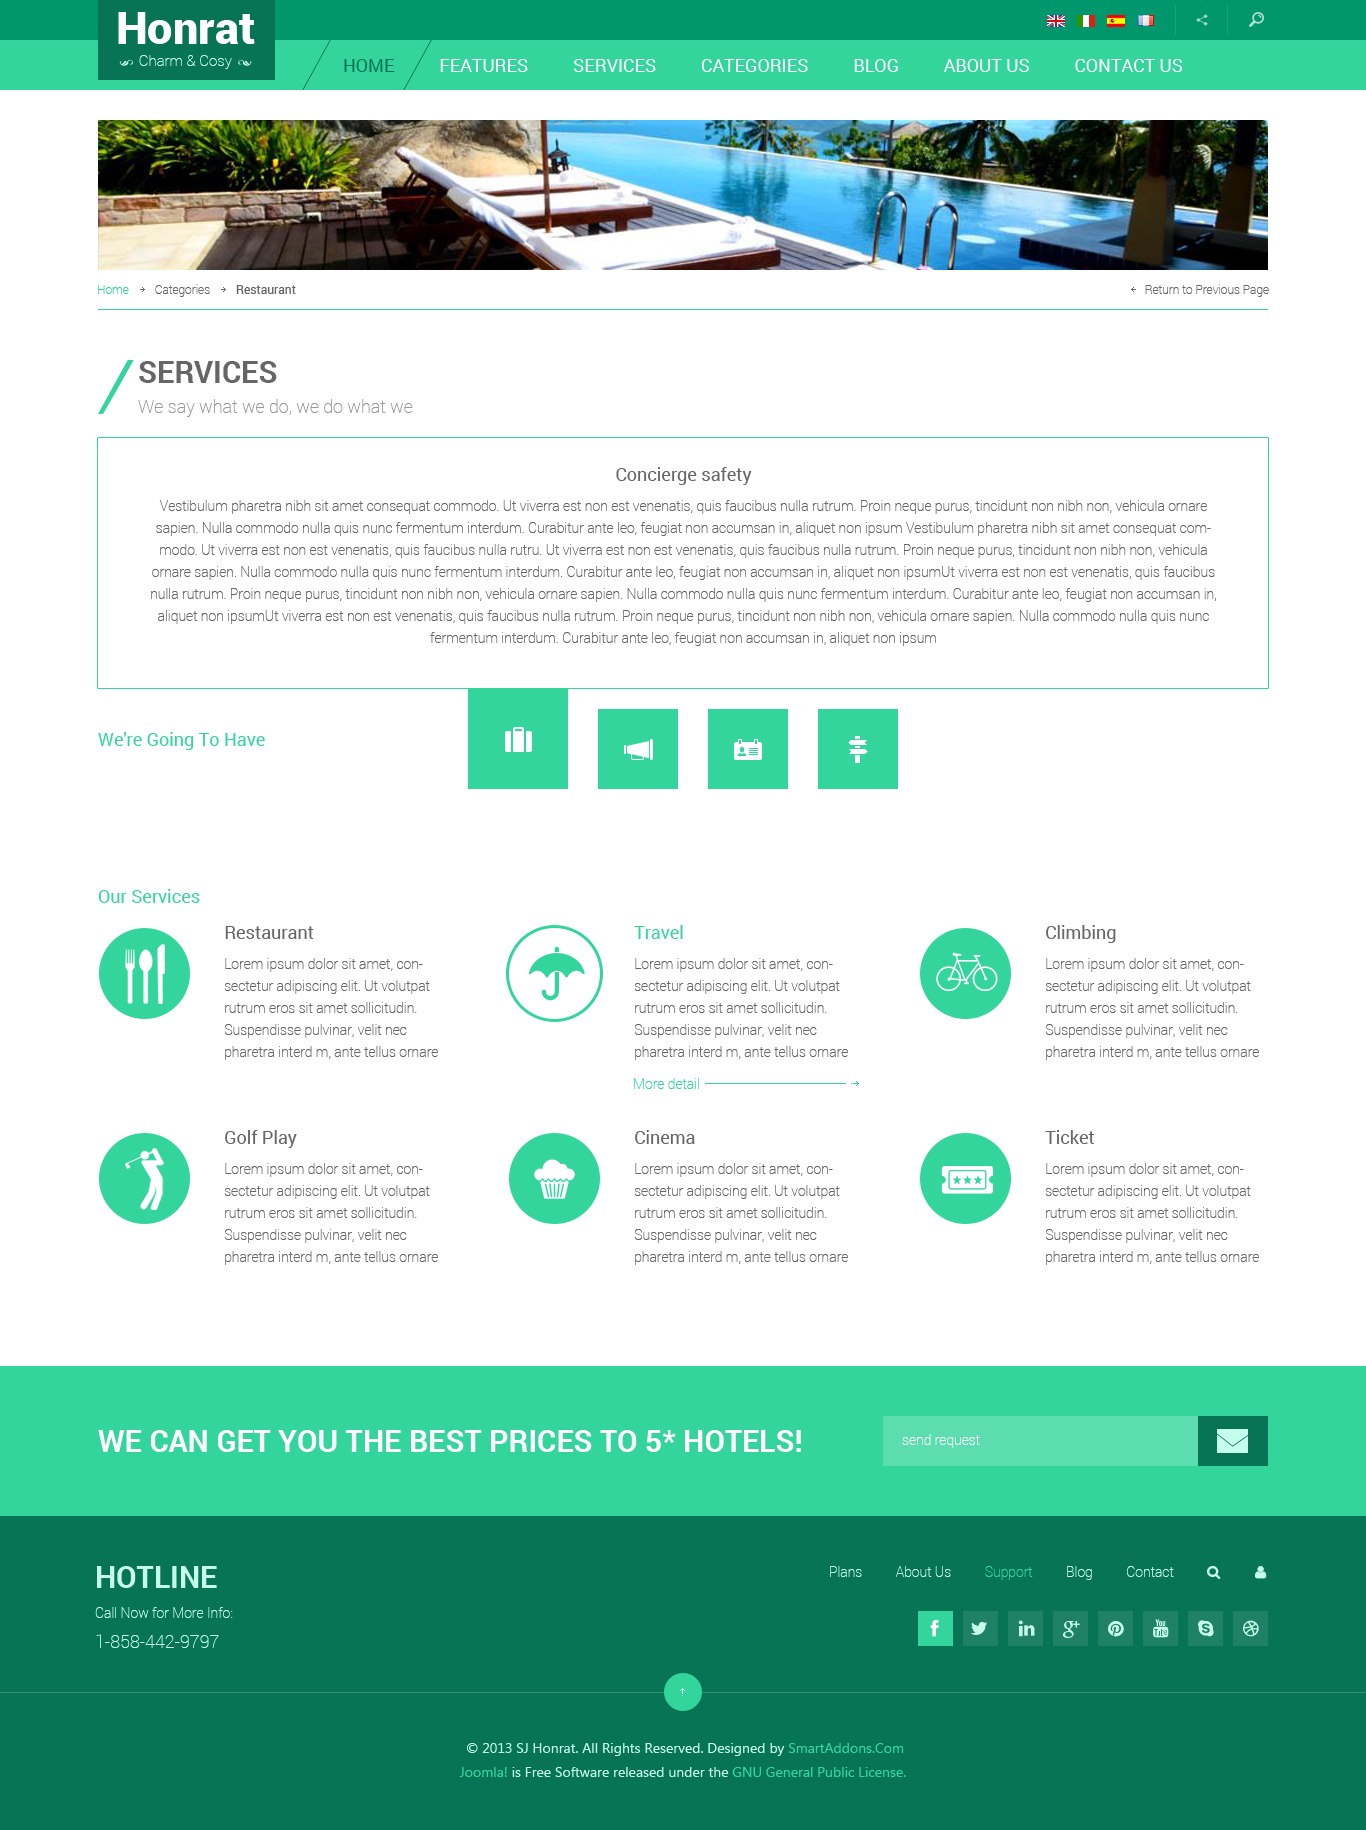 Honrat
Charm & Cosy
HOME
FEATURES
SERVICES
CATEGORIES
BLOG
ABOUT US
CONTACT US
Home
Categories
Restaurant
Return to Previous Page
SERVICES
We say what we do, we do what we
Concierge safety
Vestibulum pharetra nibh sit amet consequat commodo. Ut viverra est non est venenatis, quis faucibus nulla rutrum. Proin neque purus, tincidunt non nibh non, vehicula ornare
sapien. Nulla commodo nulla quis nunc fermentum interdum. Curabitur ante leo, feugiat non accumsan in, aliquet non ipsum Vestibulum pharetra nibh sit amet consequat com-
modo. Ut viverra est non est venenatis, quis faucibus nulla rutru. Ut viverra est non est venenatis, quis faucibus nulla rutrum. Proin neque purus, tincidunt non nibh non, vehicula
ornare sapien. Nulla commodo nulla quis nunc fermentum interdum. Curabitur ante leo, feugiat non accumsan in, aliquet non ipsumUt viverra est non est venenatis, quis faucibus
nulla rutrum. Proin neque purus, tincidunt non nibh non, vehicula ornare sapien. Nulla commodo nulla quis nunc fermentum interdum. Curabitur ante leo, feugiat non accumsan in,
aliquet non ipsumUt viverra est non est venenatis, quis faucibus nulla rutrum. Proin neque purus, tincidunt non nibh non, vehicula ornare sapien. Nulla commodo nulla quis nunc
fermentum interdum. Curabitur ante leo, feugiat non accumsan in, aliquet non ipsum
We're Going To Have
Our Services
Restaurant
Lorem ipsum dolor sit amet, con-
sectetur adipiscing elit. Ut volutpat
rutrum eros sit amet sollicitudin.
Suspendisse pulvinar, velit nec
pharetra interd m, ante tellus ornare
Travel
Lorem ipsum dolor sit amet, con-
sectetur adipiscing elit. Ut volutpat
rutrum eros sit amet sollicitudin.
Suspendisse pulvinar, velit nec
pharetra interd m, ante tellus ornare
More detail
Climbing
Lorem ipsum dolor sit amet, con-
sectetur adipiscing elit. Ut volutpat
rutrum eros sit amet sollicitudin.
Suspendisse pulvinar, velit nec
pharetra interd m, ante tellus ornare
Golf Play
Lorem ipsum dolor sit amet, con-
sectetur adipiscing elit. Ut volutpat
rutrum eros sit amet sollicitudin.
Suspendisse pulvinar, velit nec
pharetra interd m, ante tellus ornare
Cinema
Lorem ipsum dolor sit amet, con-
sectetur adipiscing elit. Ut volutpat
rutrum eros sit amet sollicitudin.
Suspendisse pulvinar, velit nec
pharetra interd m, ante tellus ornare
Ticket
Lorem ipsum dolor sit amet, con-
sectetur adipiscing elit. Ut volutpat
rutrum eros sit amet sollicitudin.
Suspendisse pulvinar, velit nec
pharetra interd m, ante tellus ornare
WE CAN GET YOU THE BEST PRICES TO 5* HOTELS!
send request
HOTLINE
Call Now for More Info:
1-858-442-9797
Plans
About Us
Support
Blog
Contact
You
Tube
© 2013 SJ Honrat. All Rights Reserved. Designed by SmartAddons.Com
Joomla! is Free Software released under the GNU General Public License.